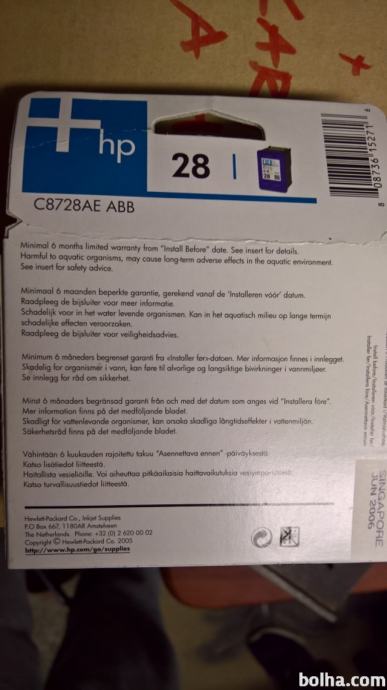 hp
28
C8728AE ABB
Minimal 6 months limited warranty from "Install Before" date. See insert for details.
Harmful to aquatic organisms, may cause long-term adverse effects in the aquatic environment.
See insert for safety advice.
Minimaal 6 maanden beperkte garantie, gerekend vanaf de 'Installeren vóór' datum.
Raadpleeg de bijsluiter voor meer informatie.
Schadelijk voor in het water levende organismen. Kan in het aquatisch milieu op lange termijn
schadelijke effecten veroorzaken.
Raadpleeg de bijsluiter voor veiligheidsadvies.
Minimum 6 måneders begrenset garanti fra «Installer før»-datoen. Mer informasjon finnes i innlegget.
Skadelig for organismer i vann, kan føre til alvorlige og langsiktige bivirkninger i vannmiljøer.
Se innlegg for råd om sikkerhet.
Minst 6 månaders begränsad garanti från och med det datum som anges vid "Installera före".
Mer information finns på det medföljande bladet.
Skadligt för vattenlevande organismer, kan orsaka skadliga långtidseffekter i vattenmiljön.
Säkerhetsråd finns på det medföljande bladet.
Vähintään 6 kuukauden rajoitettu takuu "Asennettava ennen" -päiväyksestä.
Katso lisätiedot liitteestä.
Haitallista vesieliöille. Voi aiheuttaa pitkäaikaisia haittavaikutuksia vesiympäristössä.
Katso turvallisuustiedot liitteestä.
Hewlett-Packard Co., Inkjet Supplies
P.O Box 667, 1180AR Amstelveen
The Netherlands Phone: +32 (0) 2 620 00 02
Copyright © Hewlett-Packard Co. 2005
http://www.hp.com/go/supplies
SINGAPORE
JUN 2006
8 08736 15271 6
bolha.com